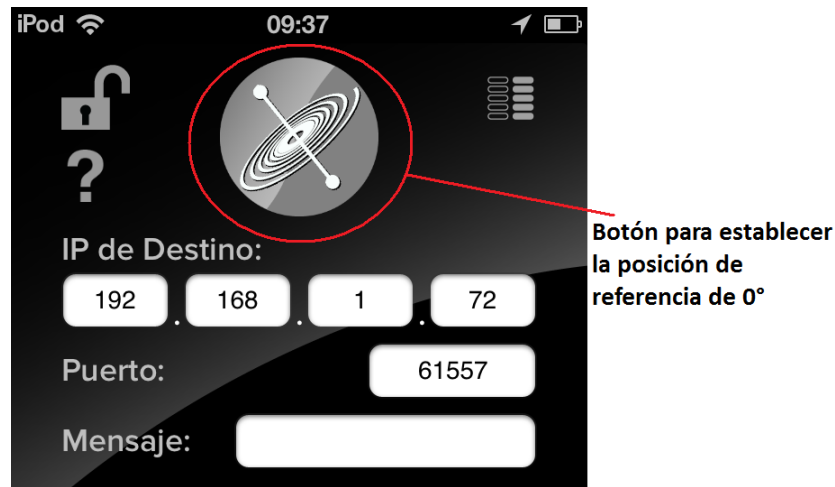 iPod 09:37
?
IP de Destino:
192 . 168 . 1 . 72
Puerto: 61557
Mensaje:
Botón para establecer
la posición de
referencia de 0°